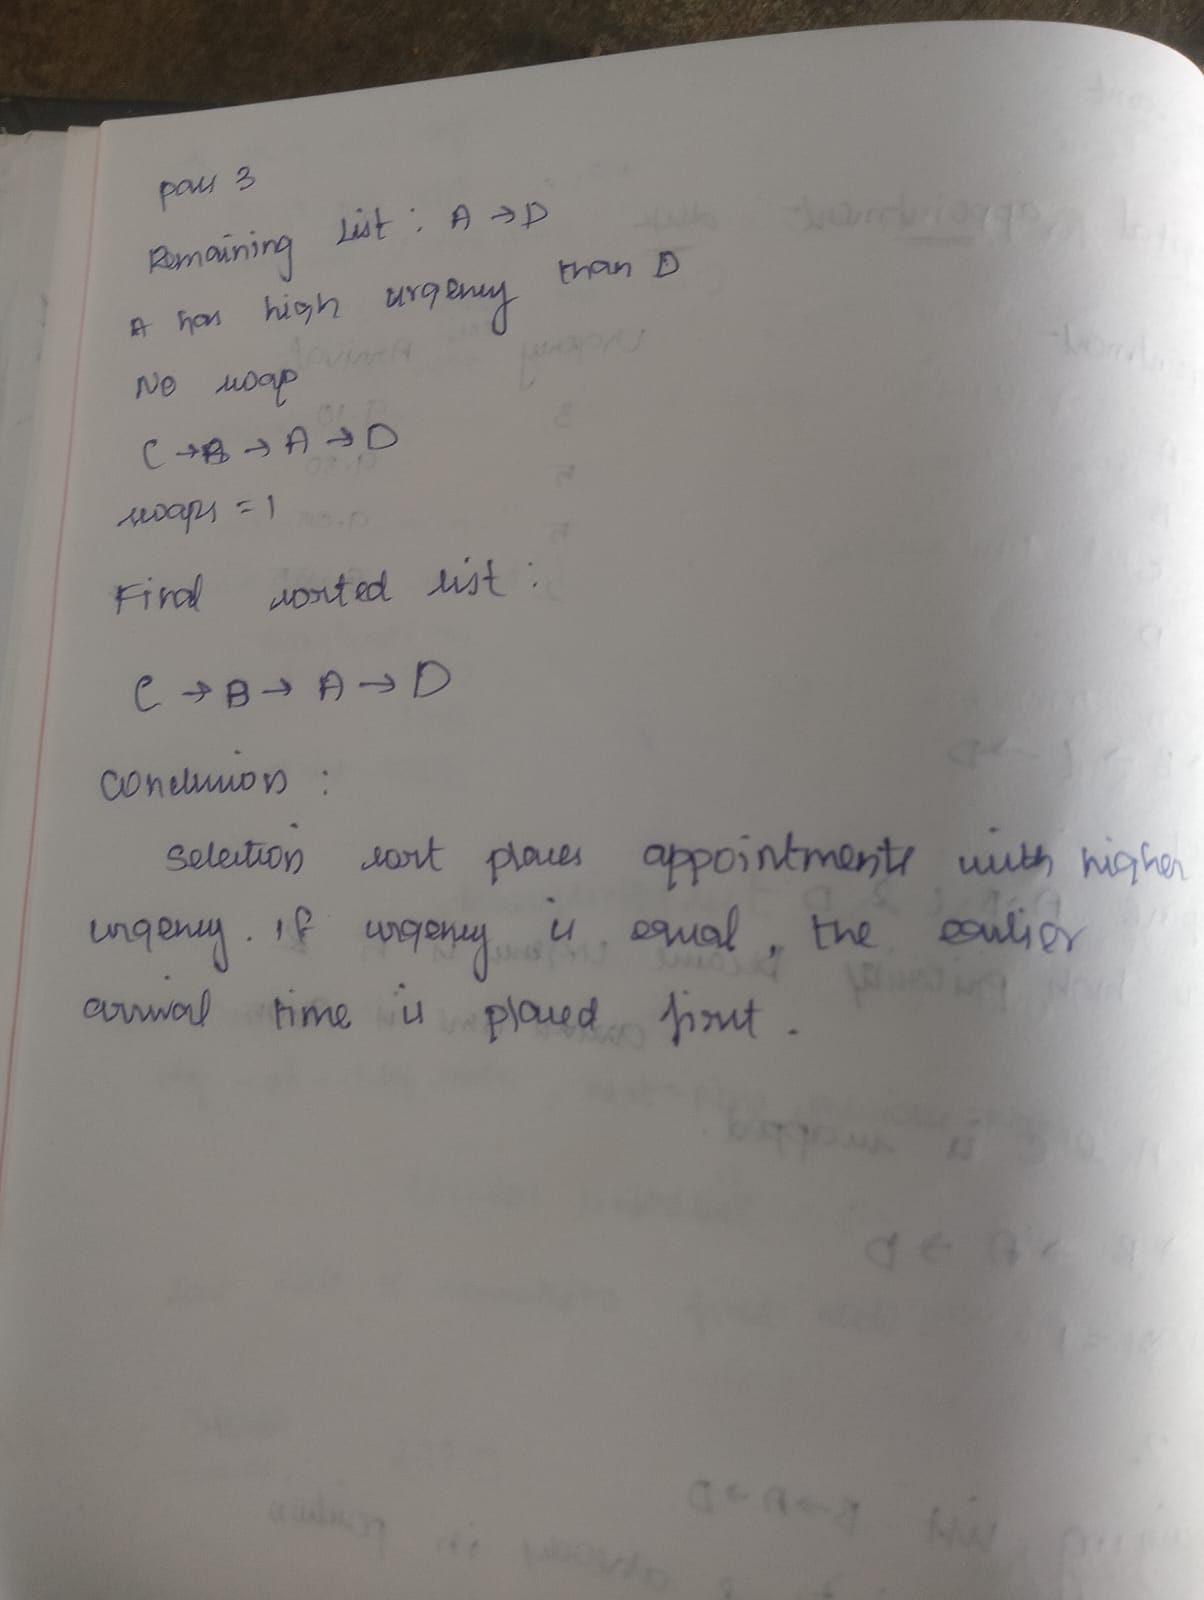 pass 3
Remaining List : A → D
A has high urgency than D
No swap
C → B → A → D
swaps = 1
Final sorted list :
C → B → A → D
Conclusion :
Selection sort places appointments with higher
urgency. If urgency is equal, the earlier
arrival time is placed first.